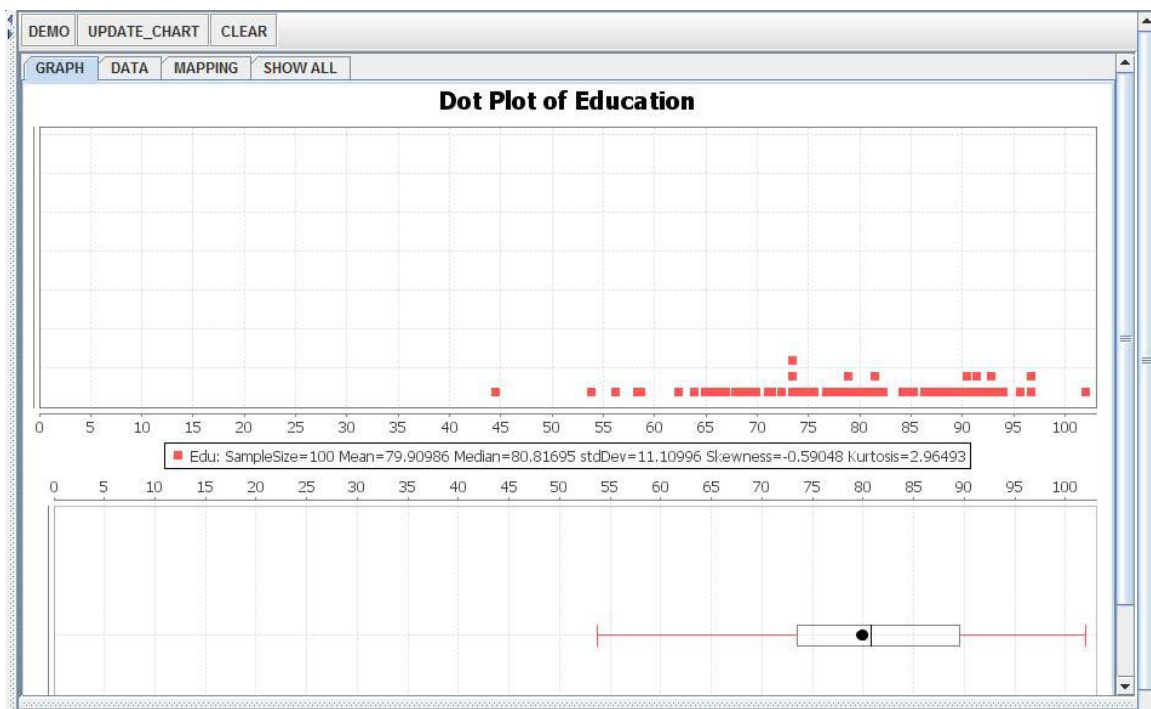 DEMO UPDATE_CHART CLEAR
GRAPH DATA MAPPING SHOW ALL
Dot Plot of Education
0 5 10 15 20 25 30 35 40 45 50 55 60 65 70 75 80 85 90 95 100
Edu: SampleSize=100 Mean=79.90986 Median=80.81695 stdDev=11.10996 Skewness=-0.59048 Kurtosis=2.96493
0 5 10 15 20 25 30 35 40 45 50 55 60 65 70 75 80 85 90 95 100